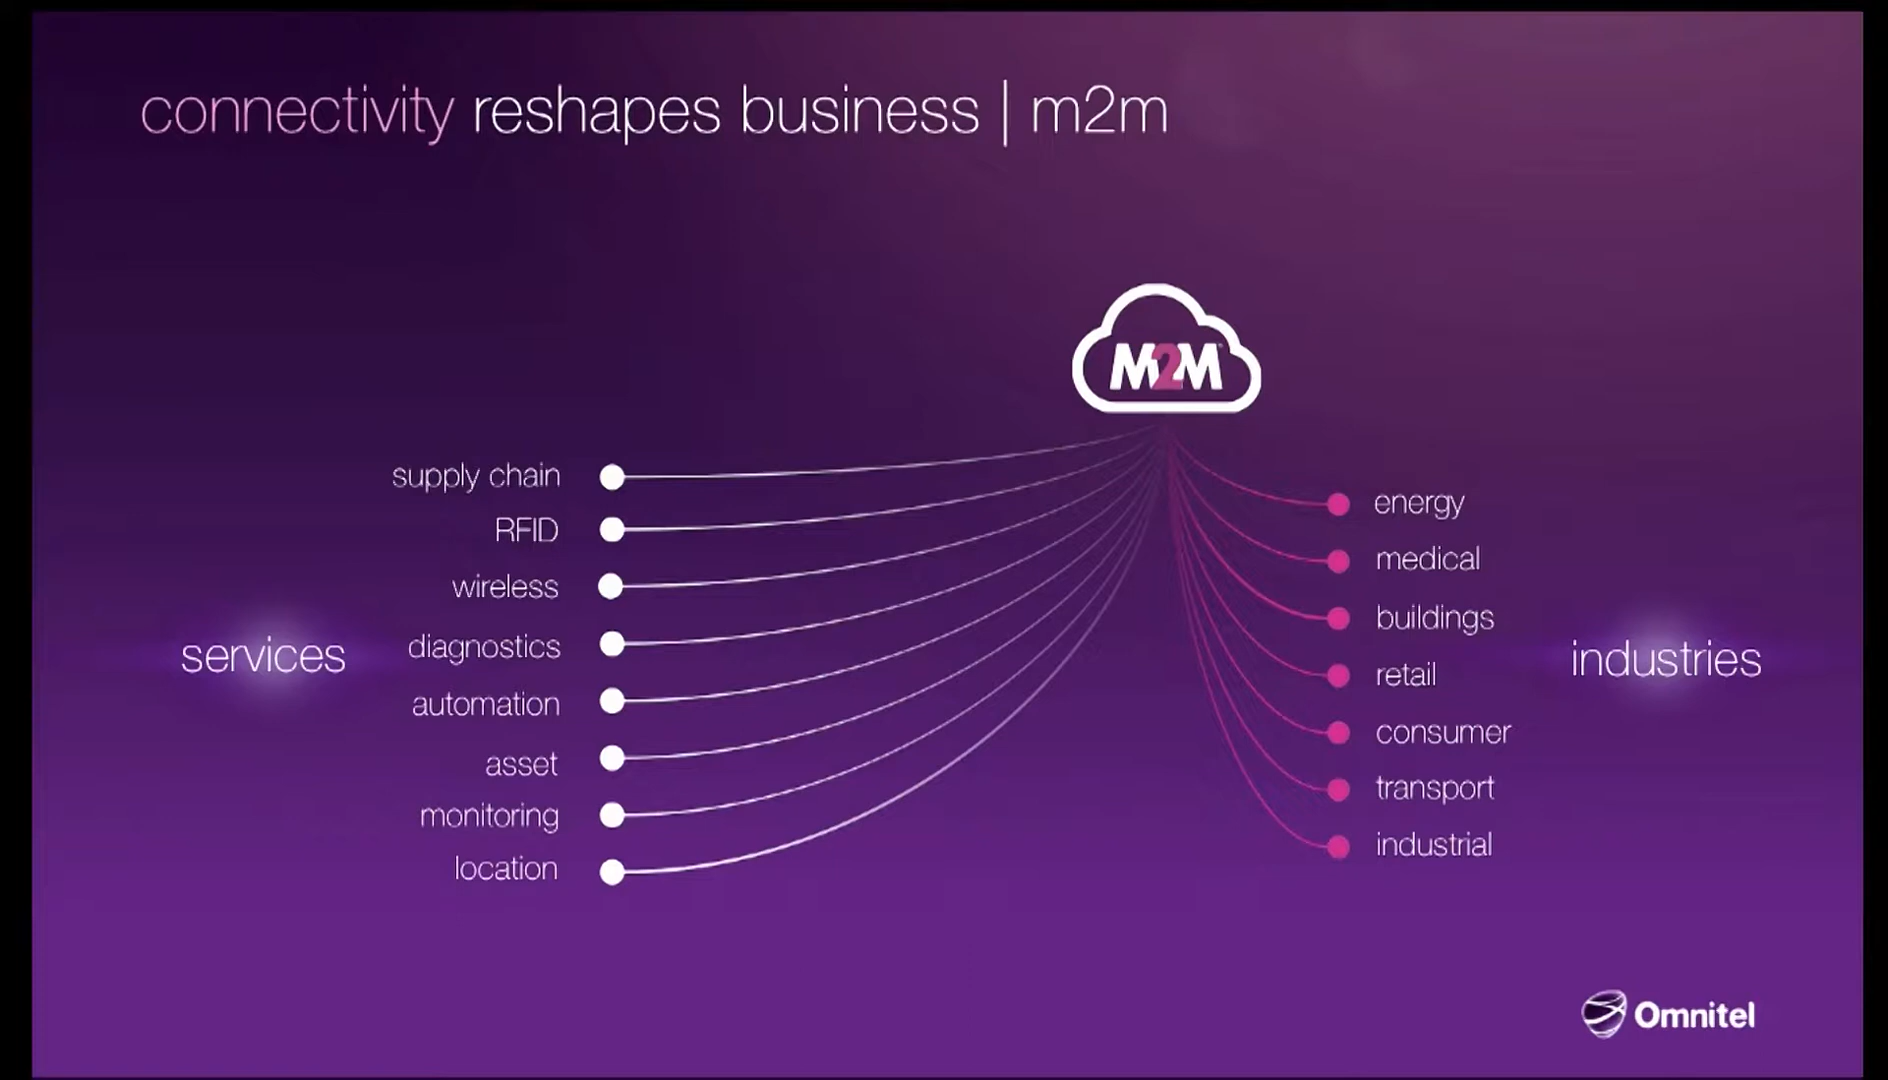 connectivity reshapes business | m2m
M2M
supply chain
RFID
wireless
diagnostics
automation
asset
monitoring
location
services
energy
medical
buildings
retail
consumer
transport
industrial
industries
Omnitel